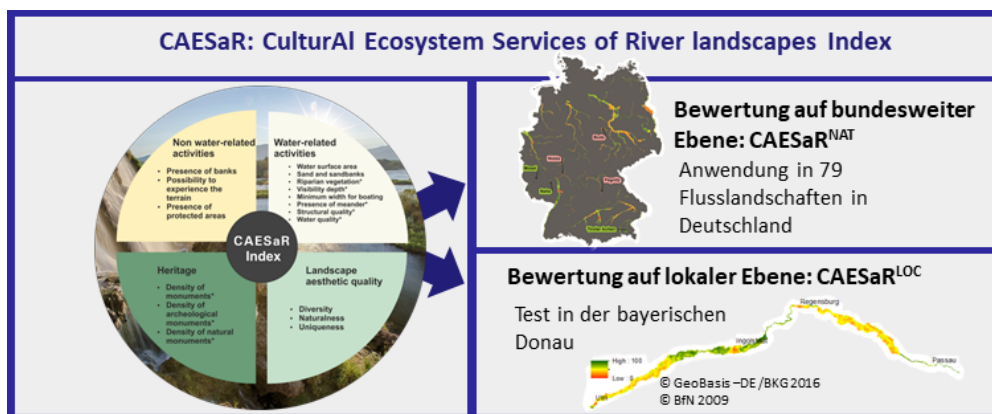 CAESaR: CulturAl Ecosystem Services of River landscapes Index
Non water-related
activities
• Presence of banks
• Possibility to
experience the
terrain
• Presence of
protected areas
Water-related
activities
• Water surface area
• Sand and sandbanks
• Riparian vegetation*
• Visibility depth*
• Minimum width for boating
• Presence of meander*
• Structural quality*
• Water quality*
CAESaR
Index
Heritage
• Density of
monuments*
• Density of
archeological
monuments*
• Density of natural
monuments*
Landscape
aesthetic quality
• Diversity
• Naturalness
• Uniqueness
Bewertung auf bundesweiter
Ebene: CAESaRNAT
Anwendung in 79
Flusslandschaften in
Deutschland
Bewertung auf lokaler Ebene: CAESaRLOC
Test in der bayerischen
Donau
Regensburg
Ingolstadt
Passau
High : 100
Low : 0
Ulm
© GeoBasis –DE /BKG 2016
© BfN 2009